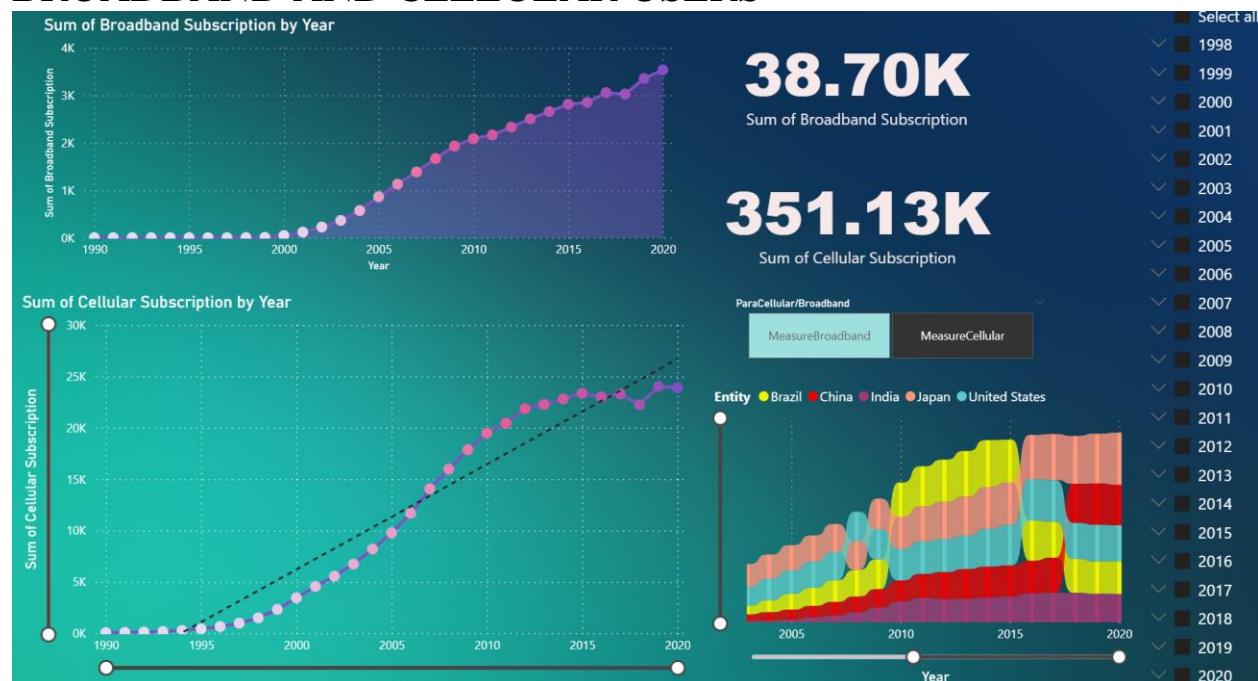 BROADBAND AND CELLULAR USERS
Sum of Broadband Subscription by Year
4K
3K
2K
1K
0K
Sum of Broadband Subscription
1990 1995 2000 2005 2010 2015 2020
Year
38.70K
Sum of Broadband Subscription
351.13K
Sum of Cellular Subscription
Sum of Cellular Subscription by Year
30K
25K
20K
15K
10K
5K
0K
Sum of Cellular Subscription
1990 1995 2000 2005 2010 2015 2020
ParaCellular/Broadband
MeasureBroadband MeasureCellular
Entity Brazil China India Japan United States
2005 2010 2015 2020
Year
Select all
1998
1999
2000
2001
2002
2003
2004
2005
2006
2007
2008
2009
2010
2011
2012
2013
2014
2015
2016
2017
2018
2019
2020